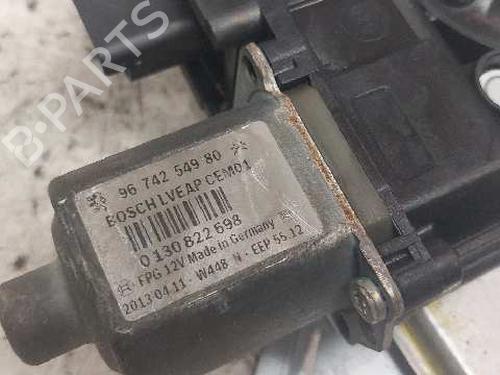 96 742 549 80
BOSCH LVEAP CEM01
0 130 822 698
FPG 12V Made in Germany
2013 04 11 - W448 N - EEP 55.12
B-PARTS